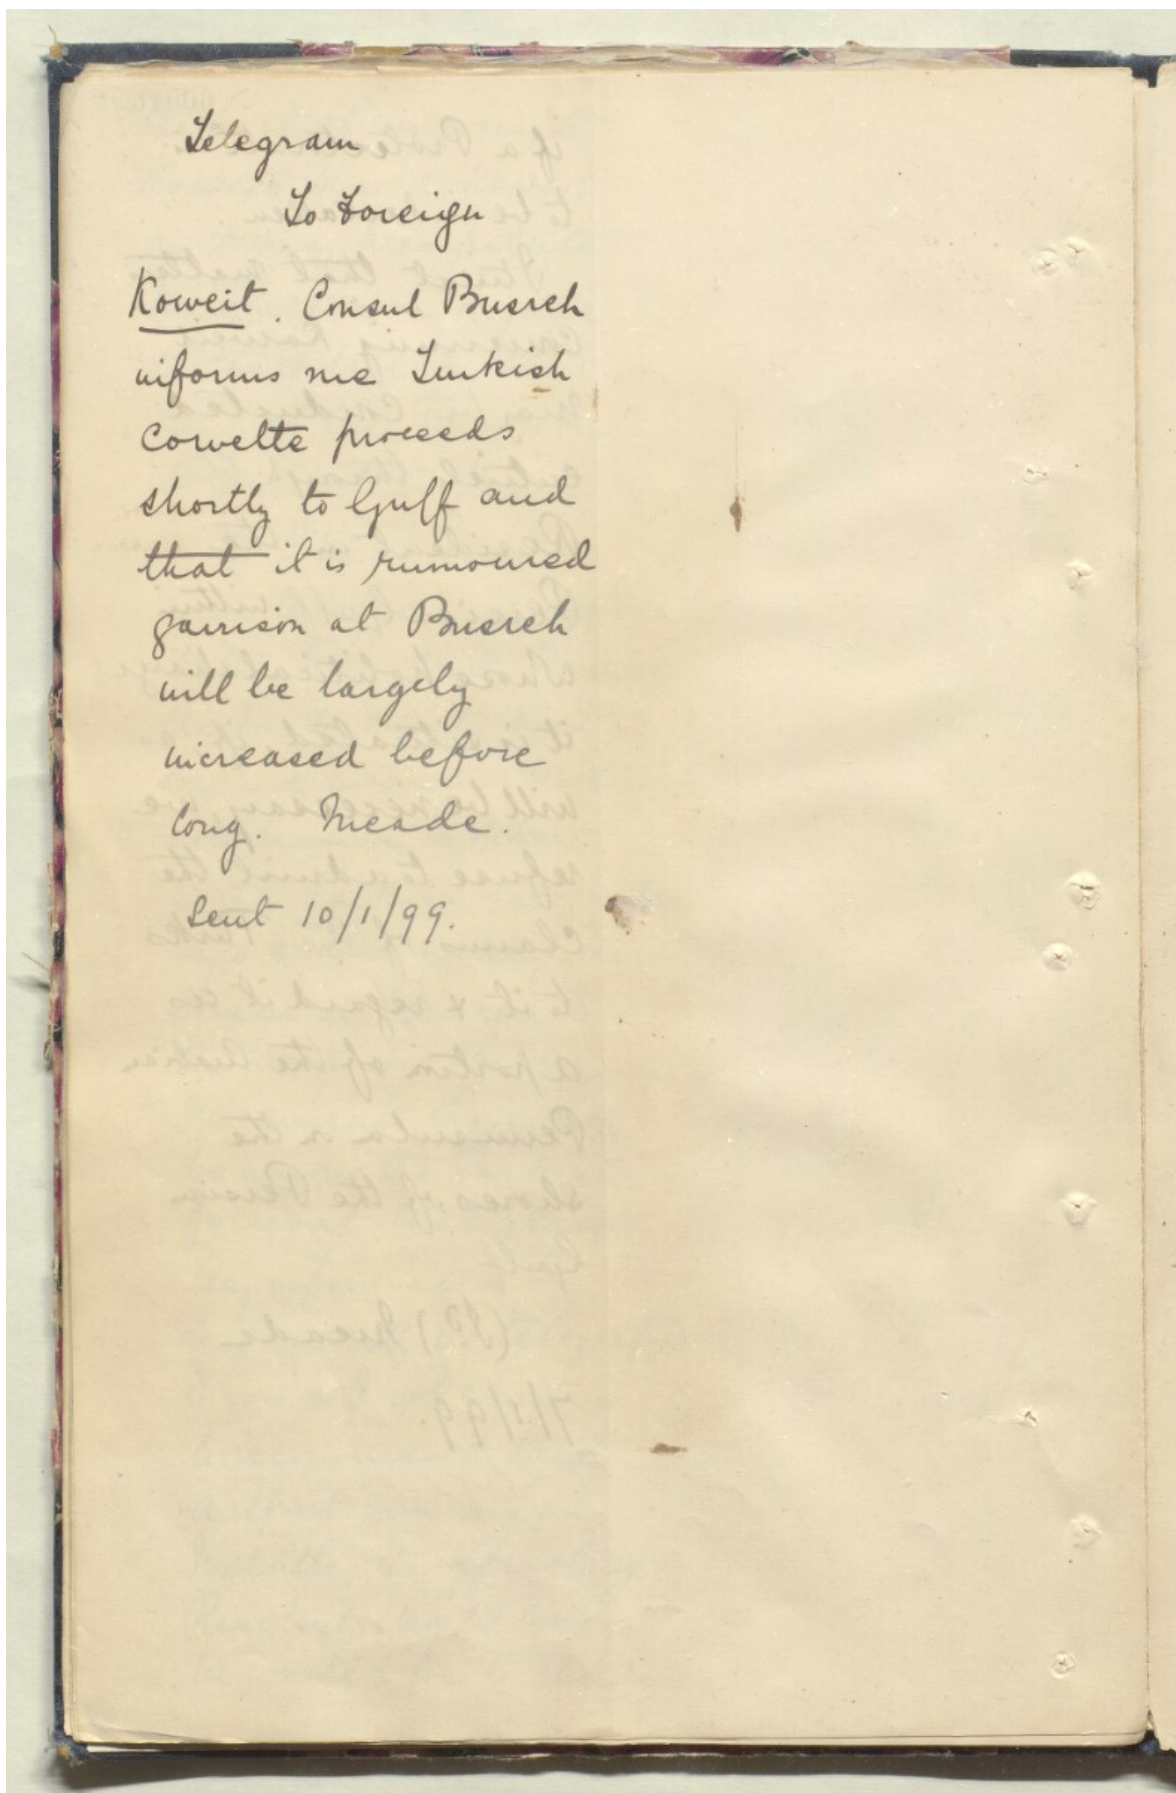 Telegram
To Foreign
Koweit. Consul Busreh
informs me Turkish
Corvette proceeds
shortly to Gulf and
that it is rumoured
garrison at Busreh
will be largely
increased before
long. Meade.
Sent 10/1/99.